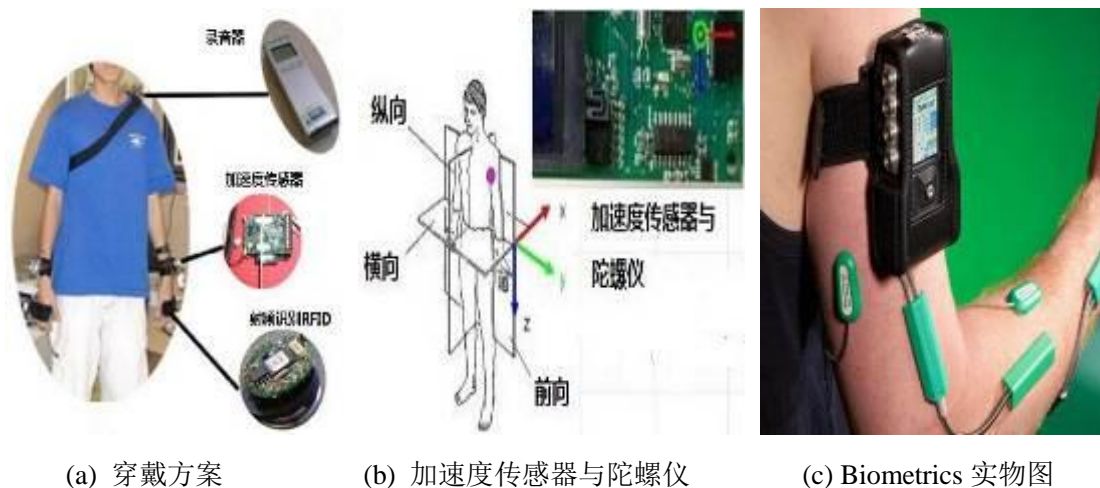 录音器
加速度传感器
射频识别RFID
纵向
横向
前向
x
y
z
加速度传感器与
陀螺仪
(a) 穿戴方案
(b) 加速度传感器与陀螺仪
(c) Biometrics 实物图